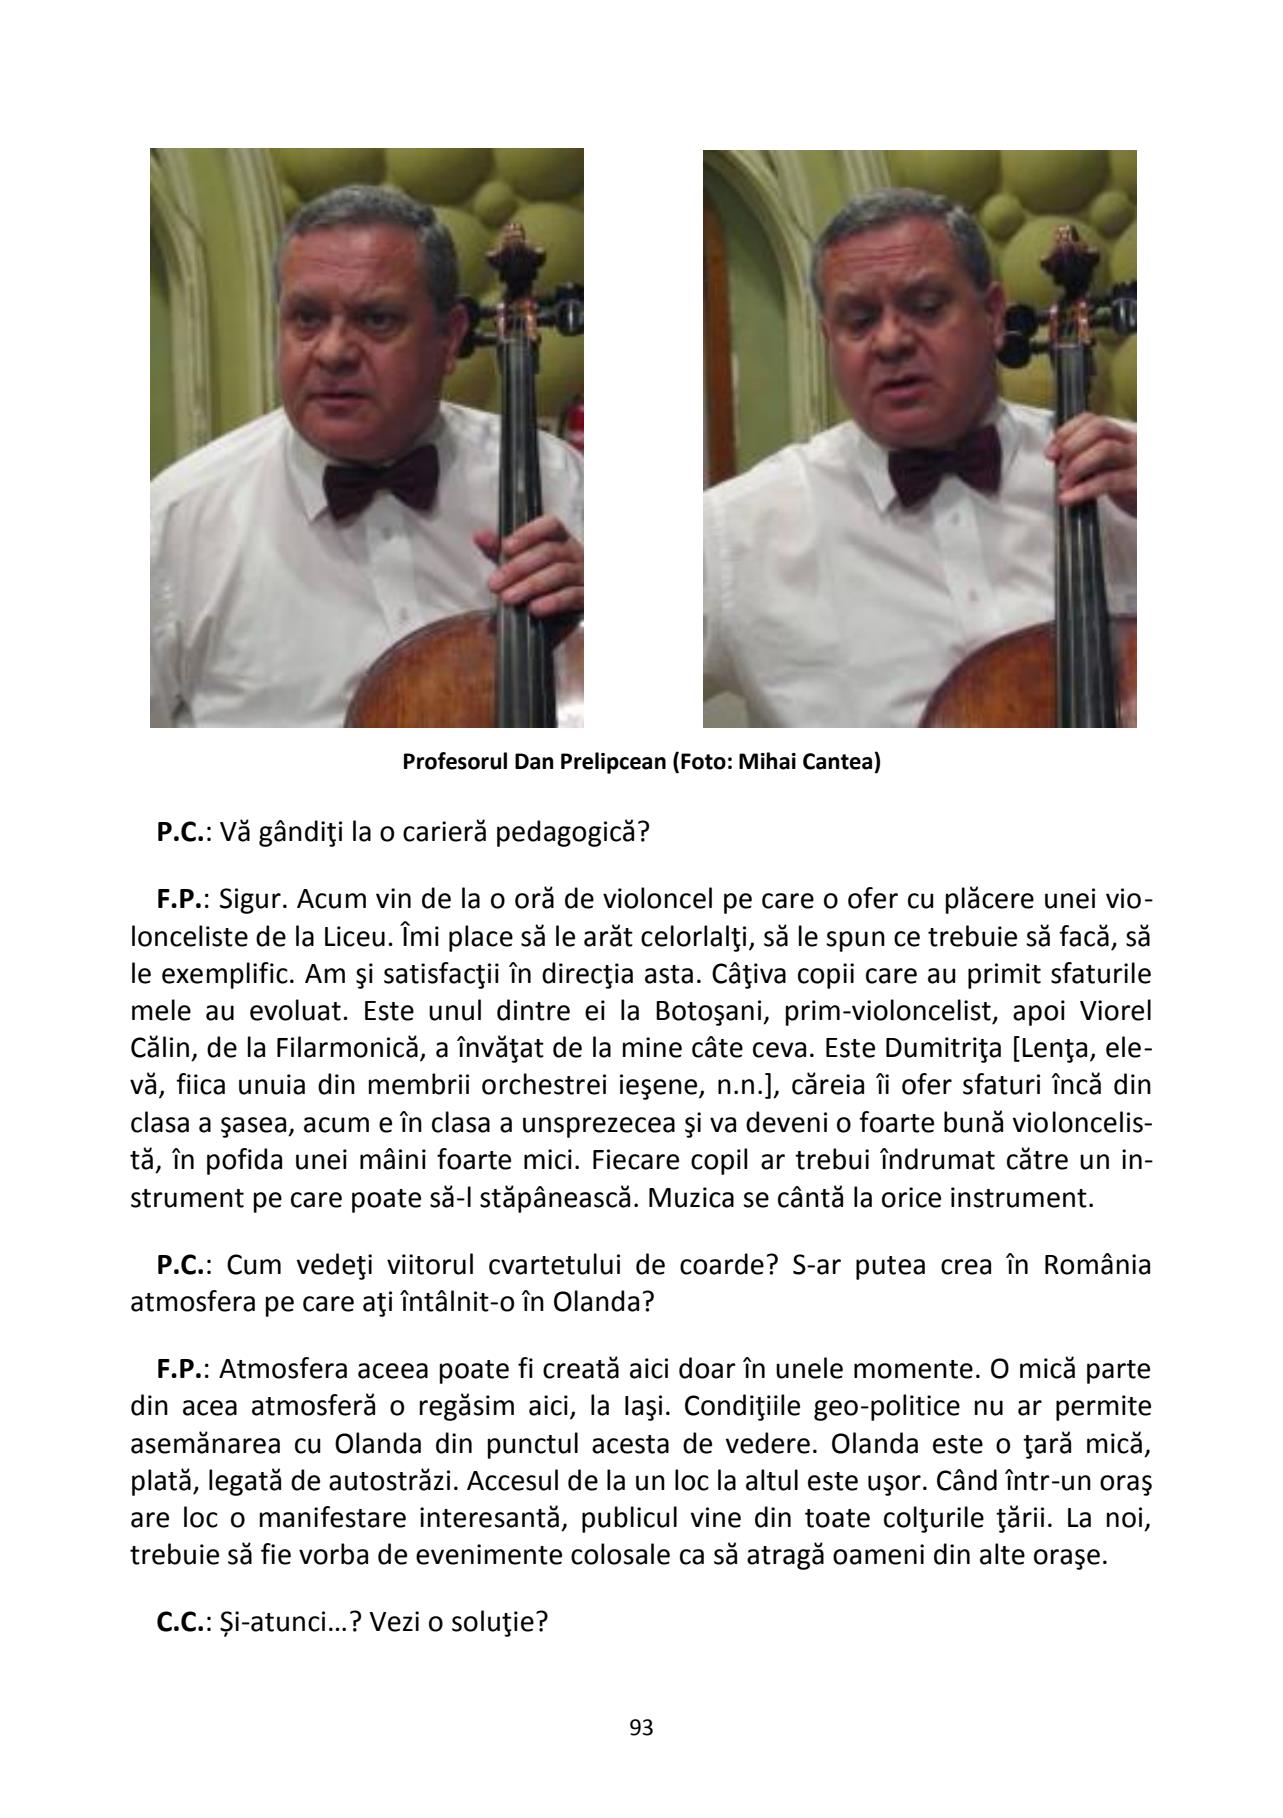 Profesorul Dan Prelipcean (Foto: Mihai Cantea)
P.C.: Vă gândiţi la o carieră pedagogică?
F.P.: Sigur. Acum vin de la o oră de violoncel pe care o ofer cu plăcere unei vio-
lonceliste de la Liceu. Îmi place să le arăt celorlalţi, să le spun ce trebuie să facă, să
le exemplific. Am şi satisfacţii în direcţia asta. Câţiva copii care au primit sfaturile
mele au evoluat. Este unul dintre ei la Botoşani, prim-violoncelist, apoi Viorel
Călin, de la Filarmonică, a învăţat de la mine câte ceva. Este Dumitriţa [Lenţa, ele-
vă, fiica unuia din membrii orchestrei ieşene, n.n.], căreia îi ofer sfaturi încă din
clasa a şasea, acum e în clasa a unsprezecea şi va deveni o foarte bună violoncelis-
tă, în pofida unei mâini foarte mici. Fiecare copil ar trebui îndrumat către un in-
strument pe care poate să-l stăpânească. Muzica se cântă la orice instrument.
P.C.: Cum vedeţi viitorul cvartetului de coarde? S-ar putea crea în România
atmosfera pe care aţi întâlnit-o în Olanda?
F.P.: Atmosfera aceea poate fi creată aici doar în unele momente. O mică parte
din acea atmosferă o regăsim aici, la Iaşi. Condiţiile geo-politice nu ar permite
asemănarea cu Olanda din punctul acesta de vedere. Olanda este o ţară mică,
plată, legată de autostrăzi. Accesul de la un loc la altul este uşor. Când într-un oraş
are loc o manifestare interesantă, publicul vine din toate colţurile ţării. La noi,
trebuie să fie vorba de evenimente colosale ca să atragă oameni din alte oraşe.
C.C.: Și-atunci…? Vezi o soluţie?
93